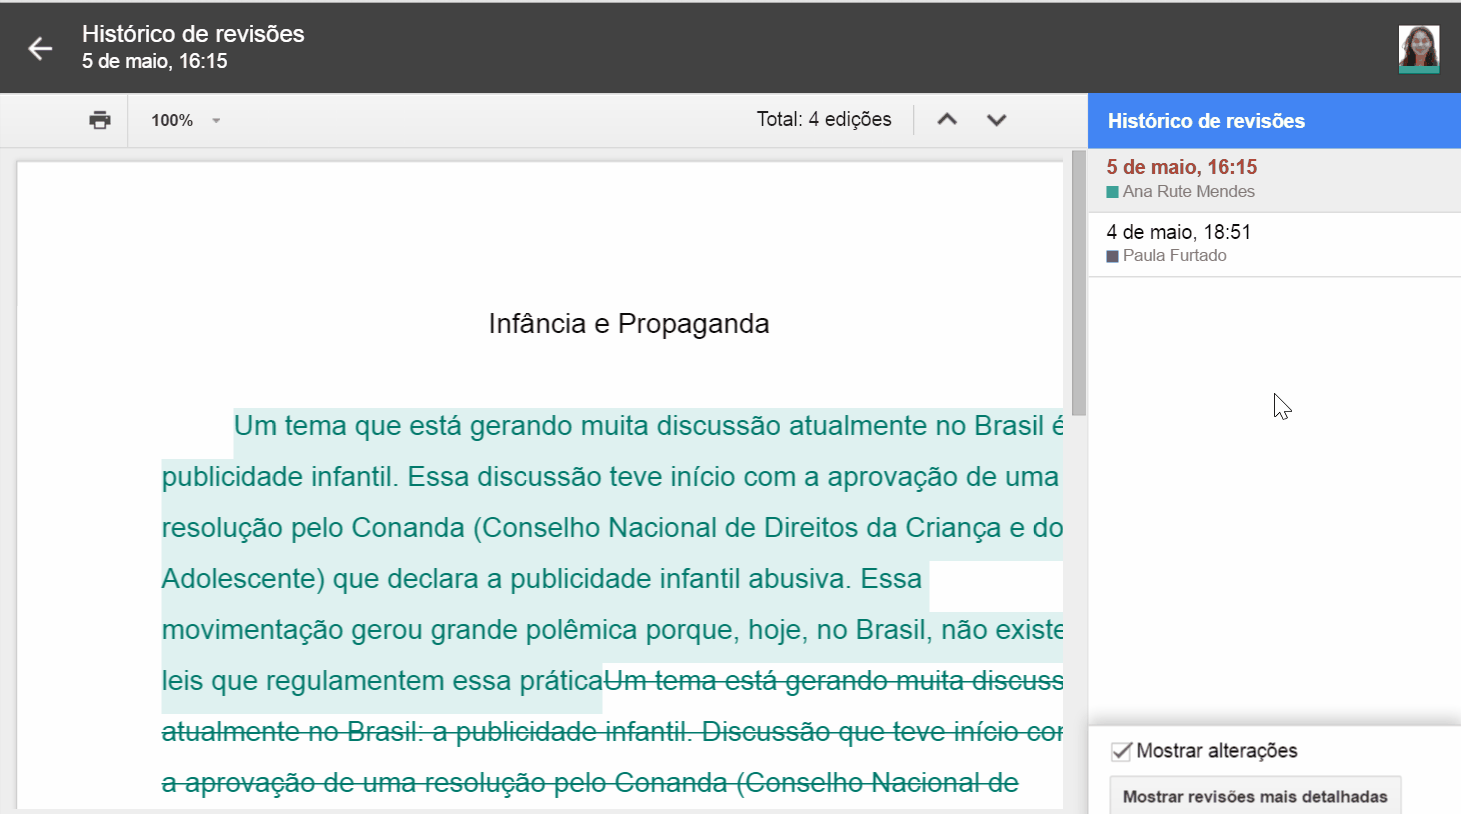 Histórico de revisões
5 de maio, 16:15
100%
Total: 4 edições
Histórico de revisões
5 de maio, 16:15
Ana Rute Mendes
4 de maio, 18:51
Paula Furtado
Infância e Propaganda
Um tema que está gerando muita discussão atualmente no Brasil é
publicidade infantil. Essa discussão teve início com a aprovação de uma
resolução pelo Conanda (Conselho Nacional de Direitos da Criança e do
Adolescente) que declara a publicidade infantil abusiva. Essa
movimentação gerou grande polêmica porque, hoje, no Brasil, não existe
leis que regulamentem essa práticaUm tema está gerando muita discuss
atualmente no Brasil: a publicidade infantil. Discussão que teve início co
a aprovação de uma resolução pelo Conanda (Conselho Nacional de
Mostrar alterações
Mostrar revisões mais detalhadas